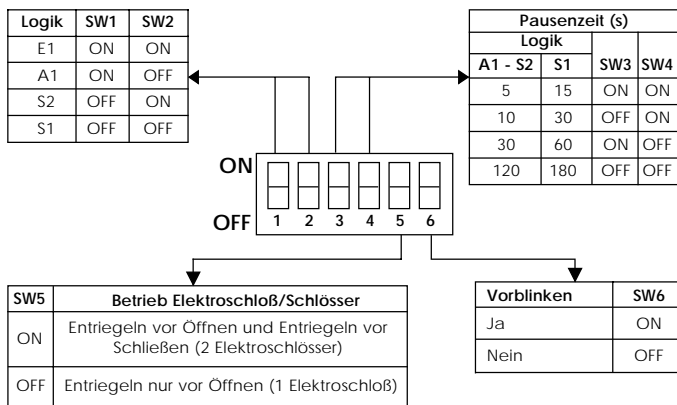 Logik SW1 SW2
E1 ON ON
A1 ON OFF
S2 OFF ON
S1 OFF OFF
Pausenzeit (s)
Logik
A1 - S2 S1 SW3 SW4
5 15 ON ON
10 30 OFF ON
30 60 ON OFF
120 180 OFF OFF
ON
OFF 1 2 3 4 5 6
SW5 Betrieb Elektroschloß/Schlösser
ON Entriegeln vor Öffnen und Entriegeln vor
Schließen (2 Elektroschlösser)
OFF Entriegeln nur vor Öffnen (1 Elektroschloß)
Vorblinken SW6
Ja ON
Nein OFF